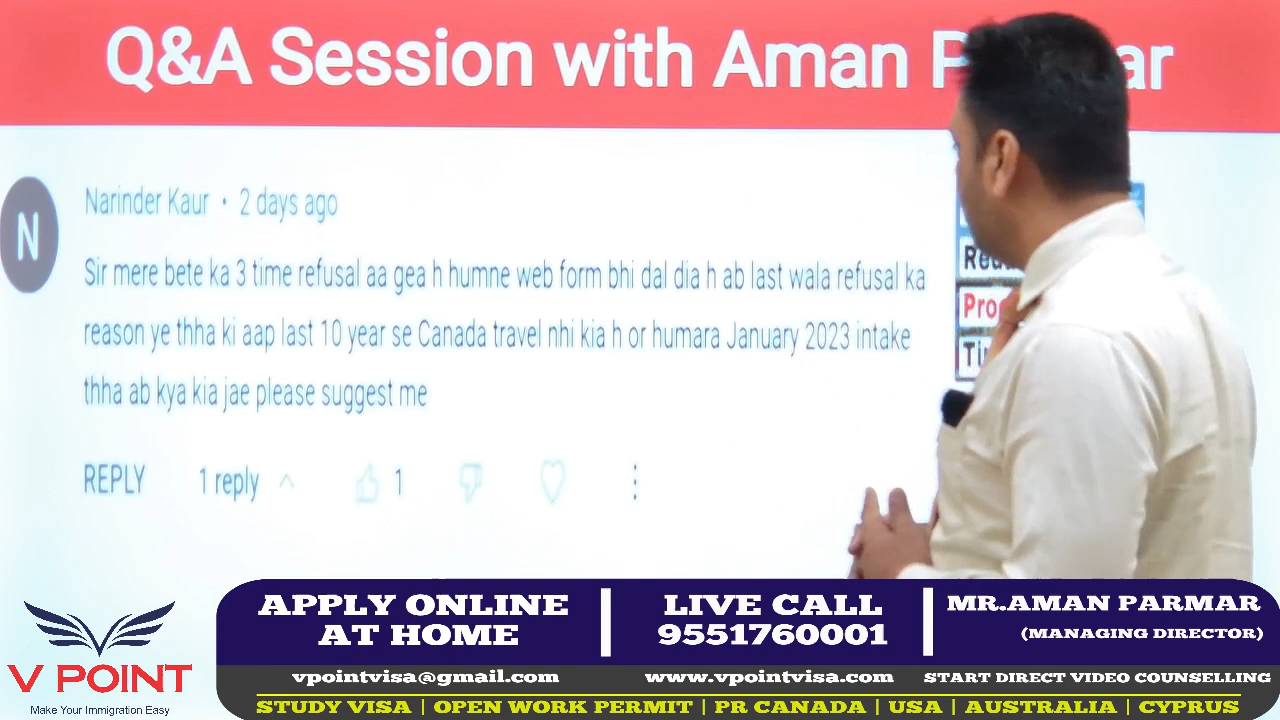 Q&A Session with Aman
N
Narinder Kaur • 2 days ago
Sir mere bete ka 3 time refusal aa gea h humne web form bhi dal dia h ab last wala refusal ka
reason ye thha ki aap last 10 year se Canada travel nhi kia h or humara January 2023 intake
thha ab kya kia jae please suggest me
REPLY 1 reply 1
V POINT
Make Your Immigration Easy
APPLY ONLINE
AT HOME
LIVE CALL
9551760001
MR.AMAN PARMAR
(MANAGING DIRECTOR)
vpointvisa@gmail.com www.vpointvisa.com START DIRECT VIDEO COUNSELLING
STUDY VISA | OPEN WORK PERMIT | PR CANADA | USA | AUSTRALIA | CYPRUS